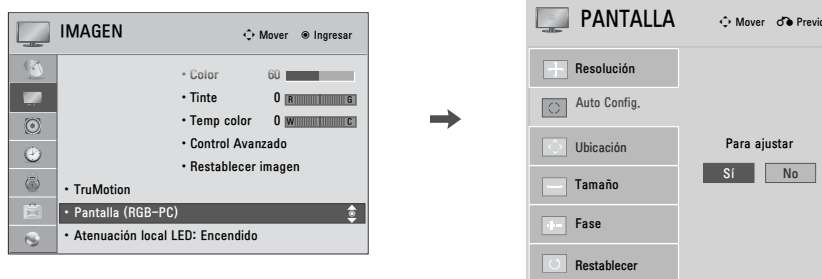 IMAGEN
Mover
Ingresar
• Color 60
• Tinte 0 R G
• Temp color 0 W C
• Control Avanzado
• Restablecer imagen
• TruMotion
• Pantalla (RGB-PC)
• Atenuación local LED: Encendido
PANTALLA
Mover
Previo
Resolución
Auto Config.
Ubicación
Tamaño
Fase
Restablecer
Para ajustar
Sí No